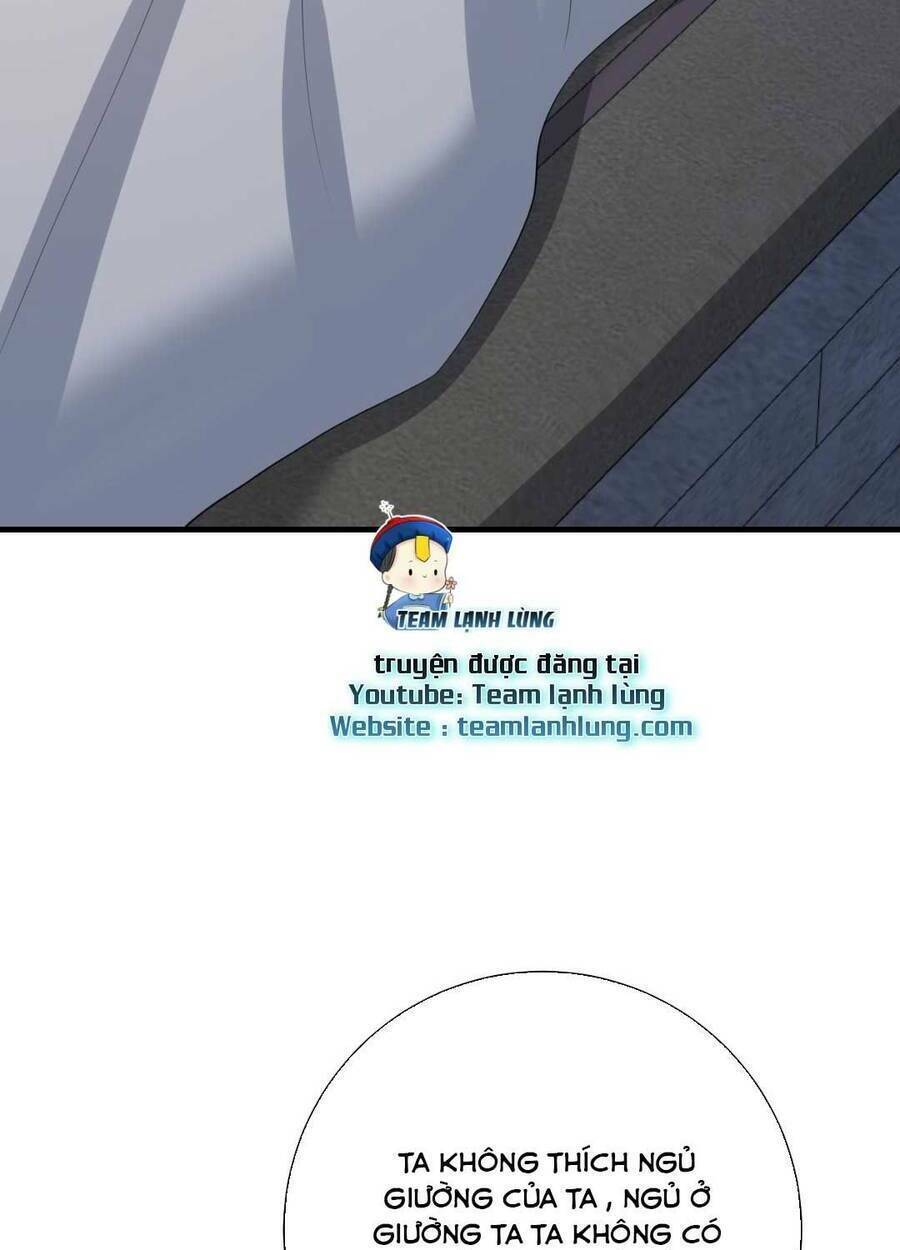 TEAM LẠNH LÙNG
truyện được đăng tại
Youtube: Team lạnh lùng
Website : teamlanhlung.com
TA KHÔNG THÍCH NGỦ
GIƯỜNG CỦA TA , NGỦ Ở
GIƯỜNG TA TA KHÔNG CÓ